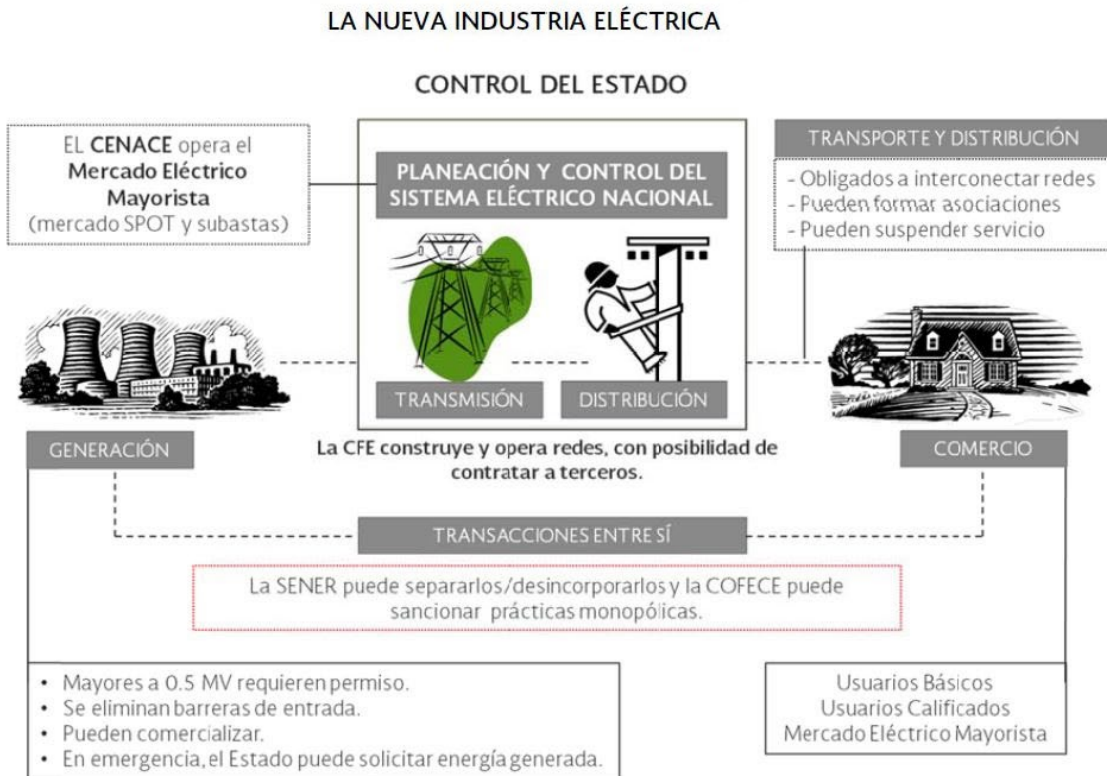 LA NUEVA INDUSTRIA ELÉCTRICA
CONTROL DEL ESTADO
EL CENACE opera el
Mercado Eléctrico
Mayorista
(mercado SPOT y subastas)
PLANEACIÓN Y CONTROL DEL
SISTEMA ELÉCTRICO NACIONAL
TRANSPORTE Y DISTRIBUCIÓN
- Obligados a interconectar redes
- Pueden formar asociaciones
- Pueden suspender servicio
TRANSMISIÓN
DISTRIBUCIÓN
GENERACIÓN
La CFE construye y opera redes, con posibilidad de
contratar a terceros.
COMERCIO
TRANSACCIONES ENTRE SÍ
La SENER puede separarlos/desincorporarlos y la COFECE puede
sancionar prácticas monopólicas.
• Mayores a 0.5 MV requieren permiso.
• Se eliminan barreras de entrada.
• Pueden comercializar.
• En emergencia, el Estado puede solicitar energía generada.
Usuarios Básicos
Usuarios Calificados
Mercado Eléctrico Mayorista